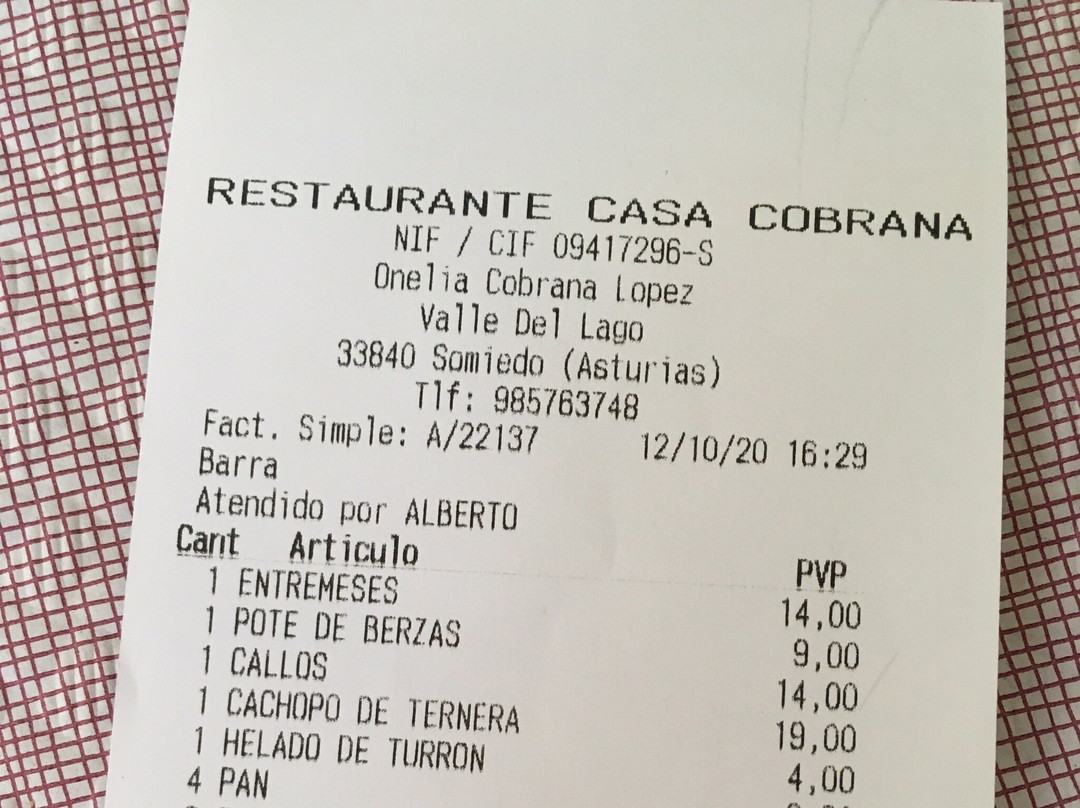 RESTAURANTE CASA COBRANA
NIF / CIF 09417296-S
Onelia Cobrana Lopez
Valle Del Lago
33840 Somiedo (Asturias)
Tlf: 985763748
Fact. Simple: A/22137 12/10/20 16:29
Barra
Atendido por ALBERTO
Cant Articulo PVP
1 ENTREMESES 14,00
1 POTE DE BERZAS 9,00
1 CALLOS 14,00
1 CACHOPO DE TERNERA 19,00
1 HELADO DE TURRON 4,00
4 PAN